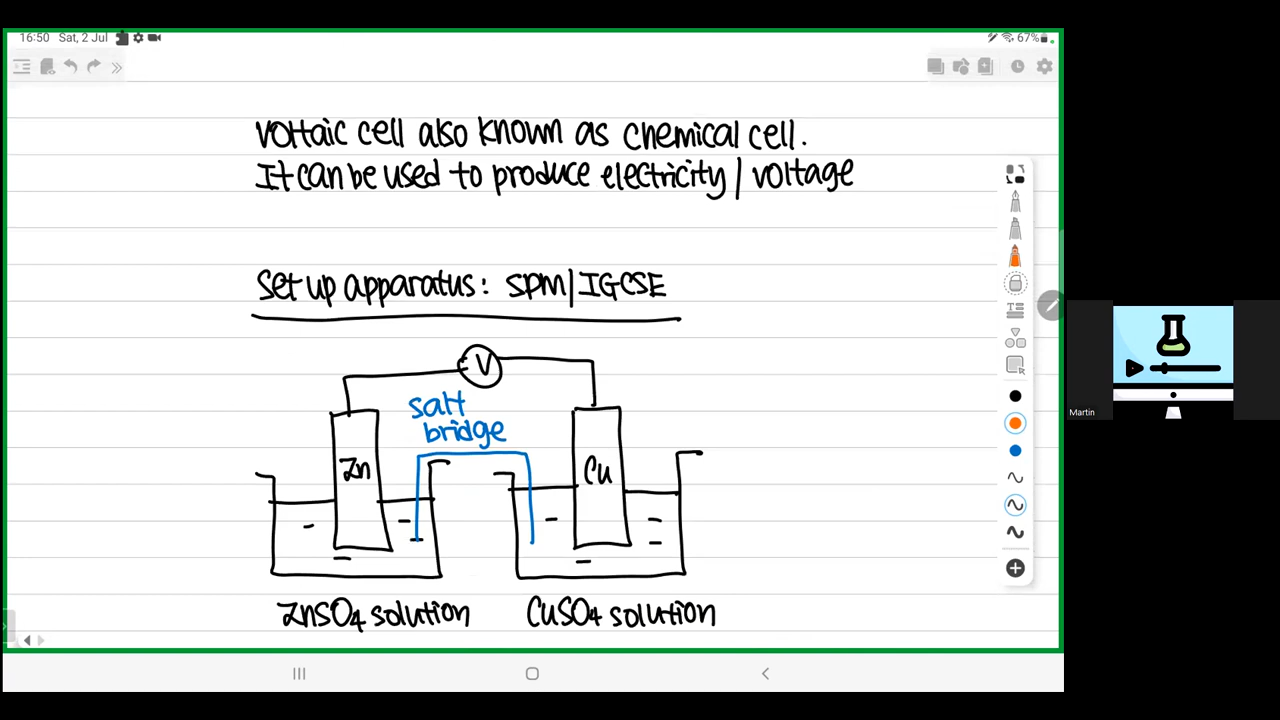 16:50 Sat, 2 Jul
67%
voltaic cell also known as chemical cell.
It can be used to produce electricity / voltage
set up apparatus: SPM / IGCSE
V
salt
bridge
Zn
Cu
ZnSO4 solution
CuSO4 solution
Martin